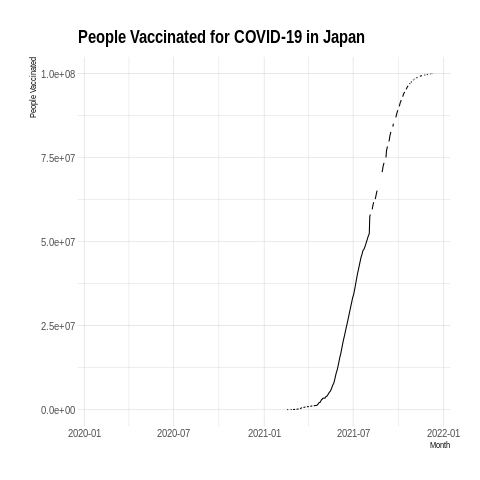 People Vaccinated for COVID-19 in Japan
People Vaccinated
1.0e+08
7.5e+07
5.0e+07
2.5e+07
0.0e+00
2020-01 2020-07 2021-01 2021-07 2022-01
Month